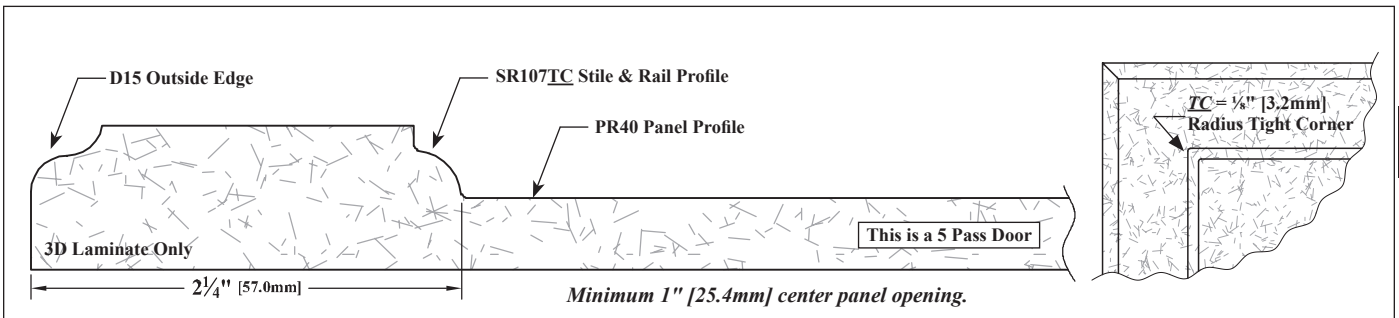 D15 Outside Edge
SR107TC Stile & Rail Profile
PR40 Panel Profile
TC = ⅛" [3.2mm]
Radius Tight Corner
3D Laminate Only
This is a 5 Pass Door
2¼" [57.0mm]
Minimum 1" [25.4mm] center panel opening.